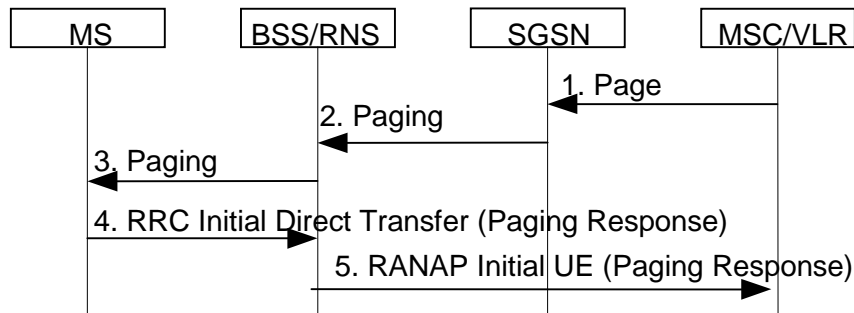 MS
BSS/RNS
SGSN
MSC/VLR
1. Page
2. Paging
3. Paging
4. RRC Initial Direct Transfer (Paging Response)
5. RANAP Initial UE (Paging Response)